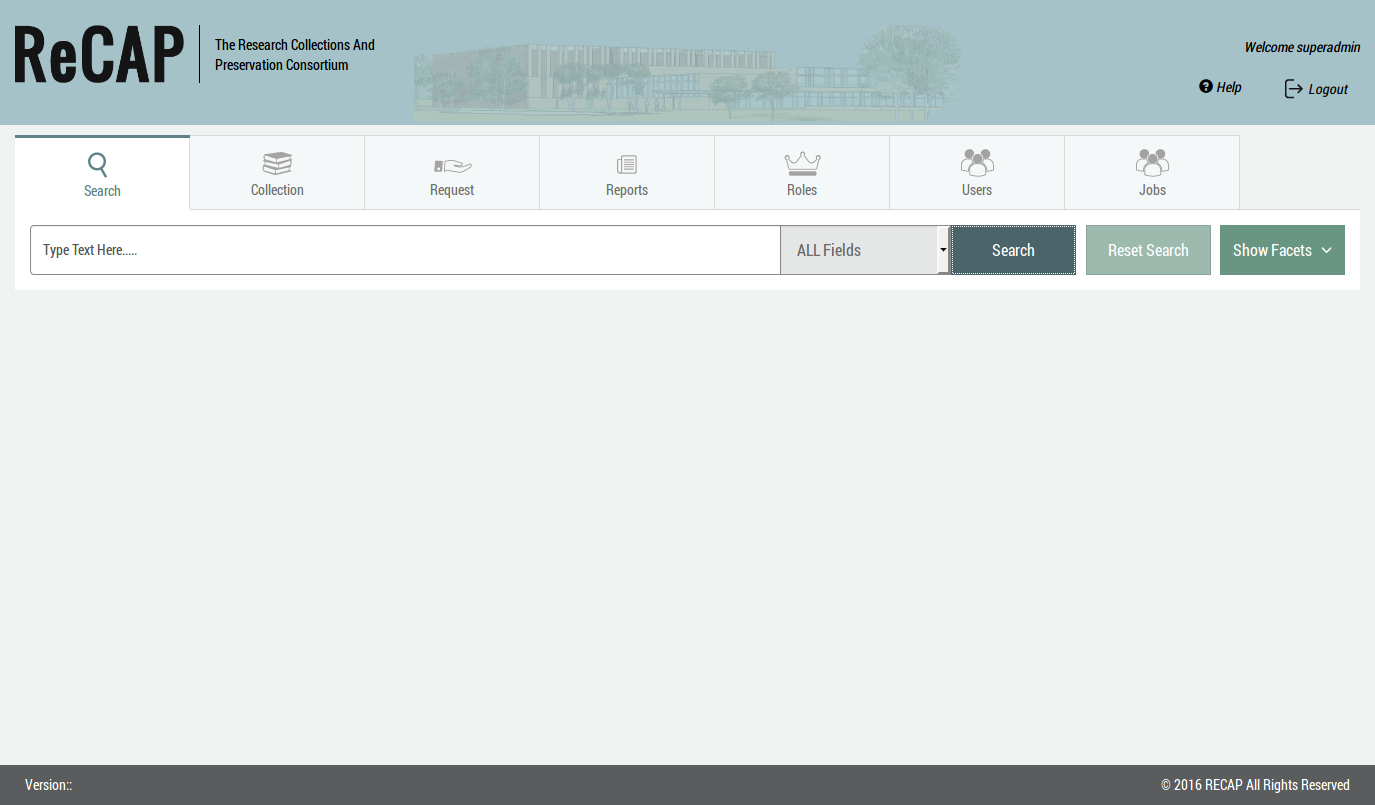 ReCAP
The Research Collections And
Preservation Consortium
Welcome superadmin
Help
Logout
Search
Collection
Request
Reports
Roles
Users
Jobs
Type Text Here.....
ALL Fields
Search
Reset Search
Show Facets
Version::
© 2016 RECAP All Rights Reserved